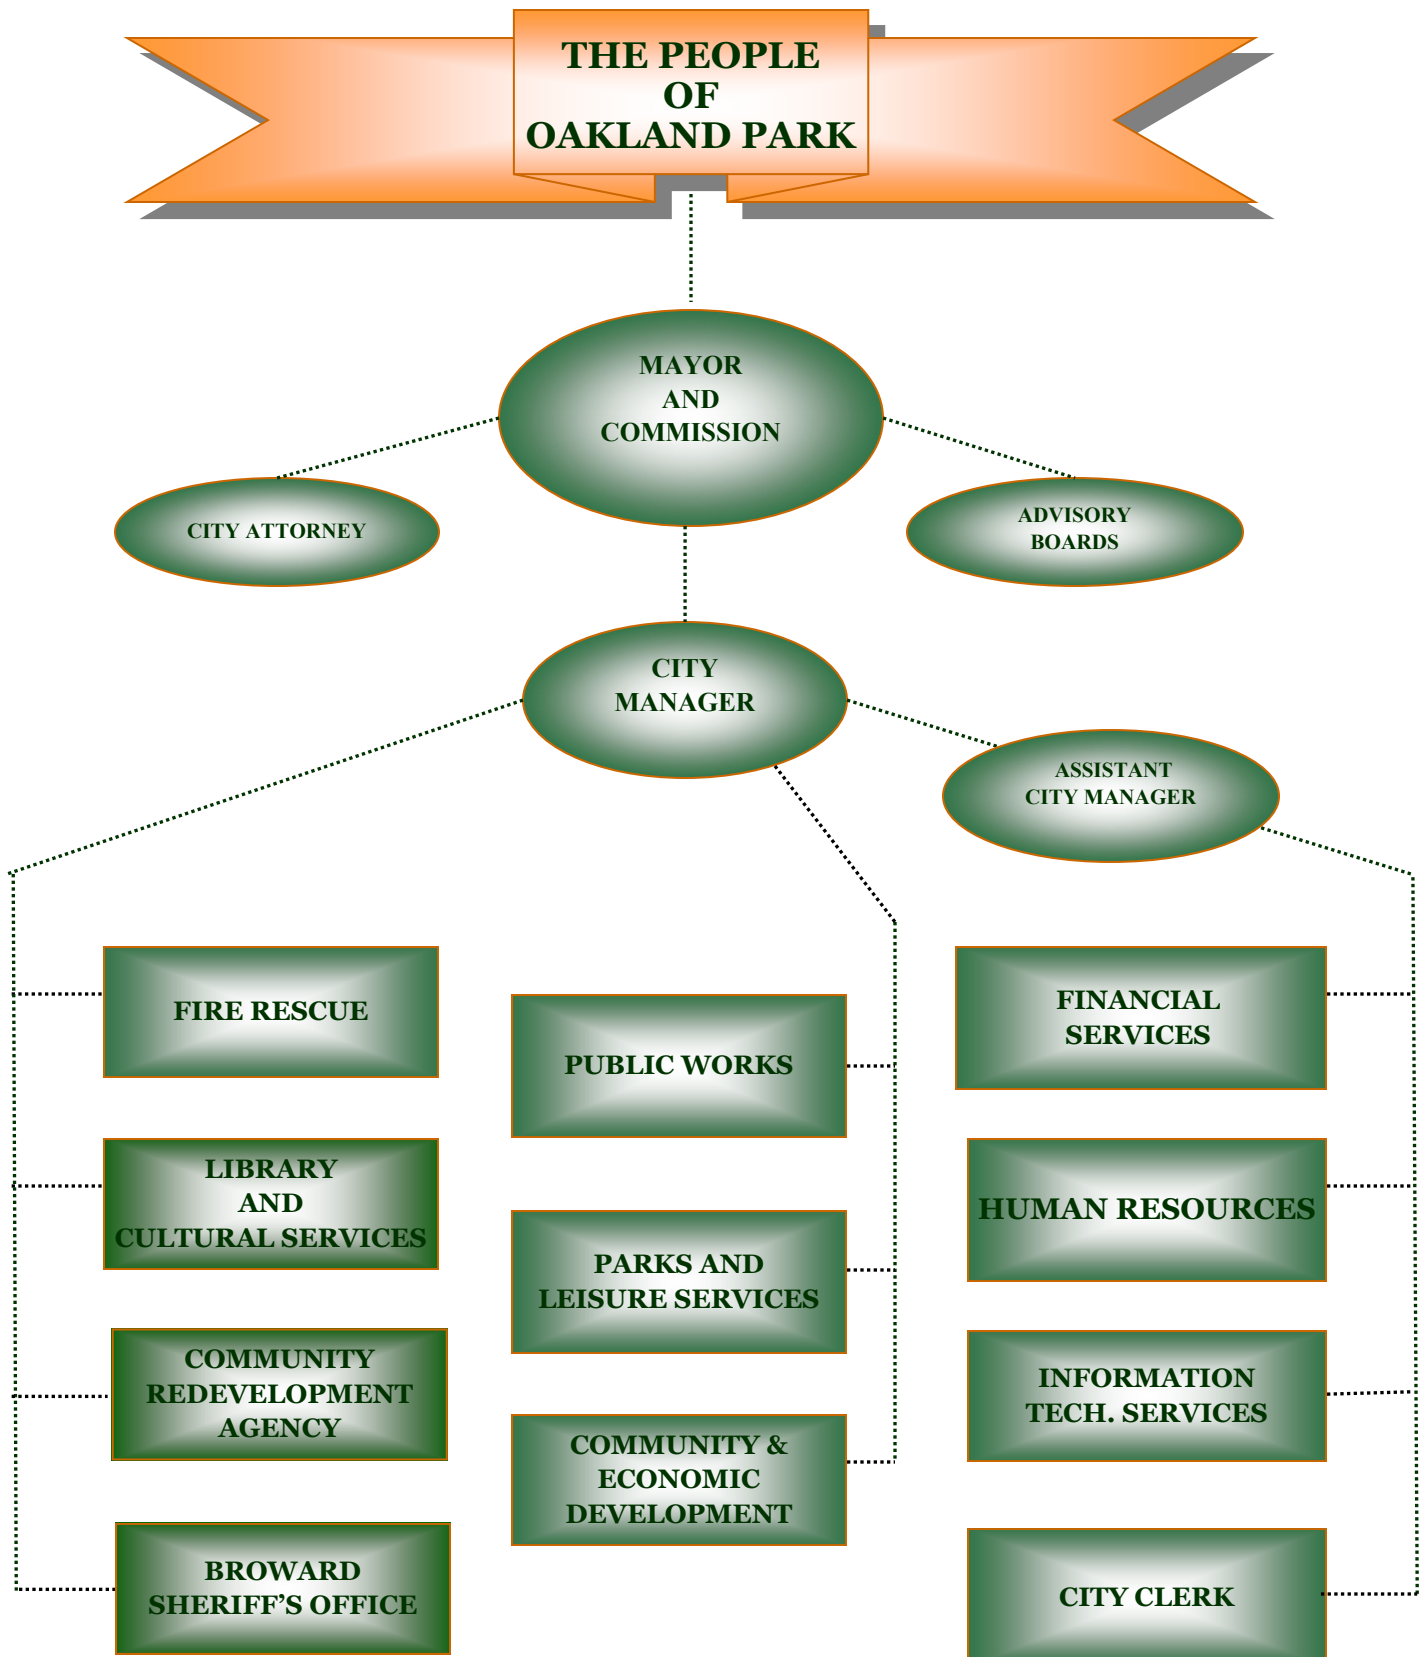 THE PEOPLE
OF
OAKLAND PARK
MAYOR
AND
COMMISSION
CITY ATTORNEY
ADVISORY
BOARDS
CITY
MANAGER
ASSISTANT
CITY MANAGER
FIRE RESCUE
LIBRARY
AND
CULTURAL SERVICES
COMMUNITY
REDEVELOPMENT
AGENCY
BROWARD
SHERIFF’S OFFICE
PUBLIC WORKS
PARKS AND
LEISURE SERVICES
COMMUNITY &
ECONOMIC
DEVELOPMENT
FINANCIAL
SERVICES
HUMAN RESOURCES
INFORMATION
TECH. SERVICES
CITY CLERK